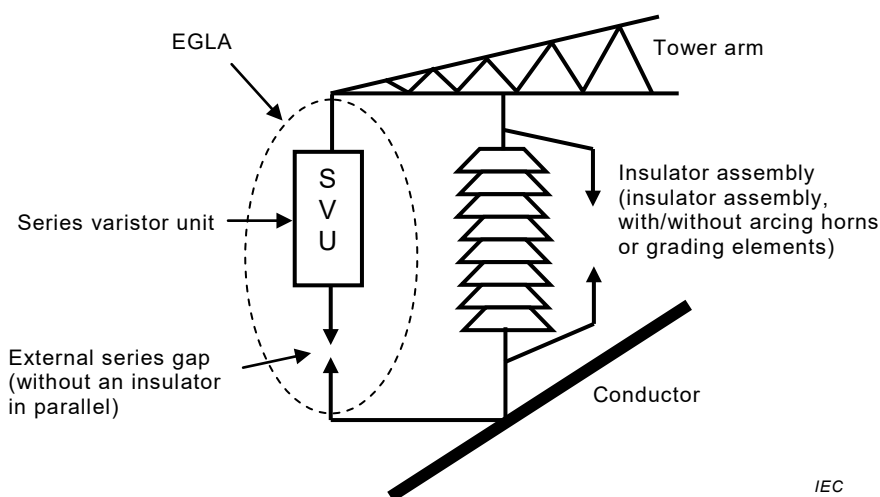 EGLA
Tower arm
S
V
U
Series varistor unit
Insulator assembly
(insulator assembly,
with/without arcing horns
or grading elements)
External series gap
(without an insulator
in parallel)
Conductor
IEC